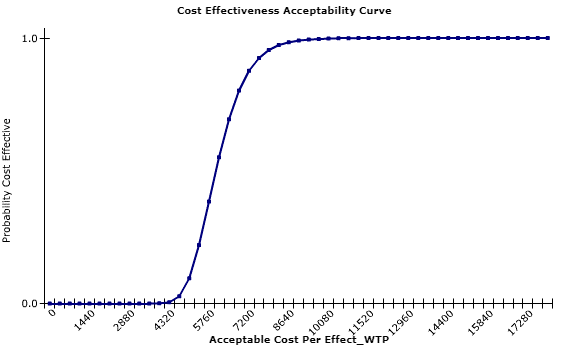 Cost Effectiveness Acceptability Curve
1.0
Probability Cost Effective
0.0
0 1440 2880 4320 5760 7200 8640 10080 11520 12960 14400 15840 17280
Acceptable Cost Per Effect_WTP